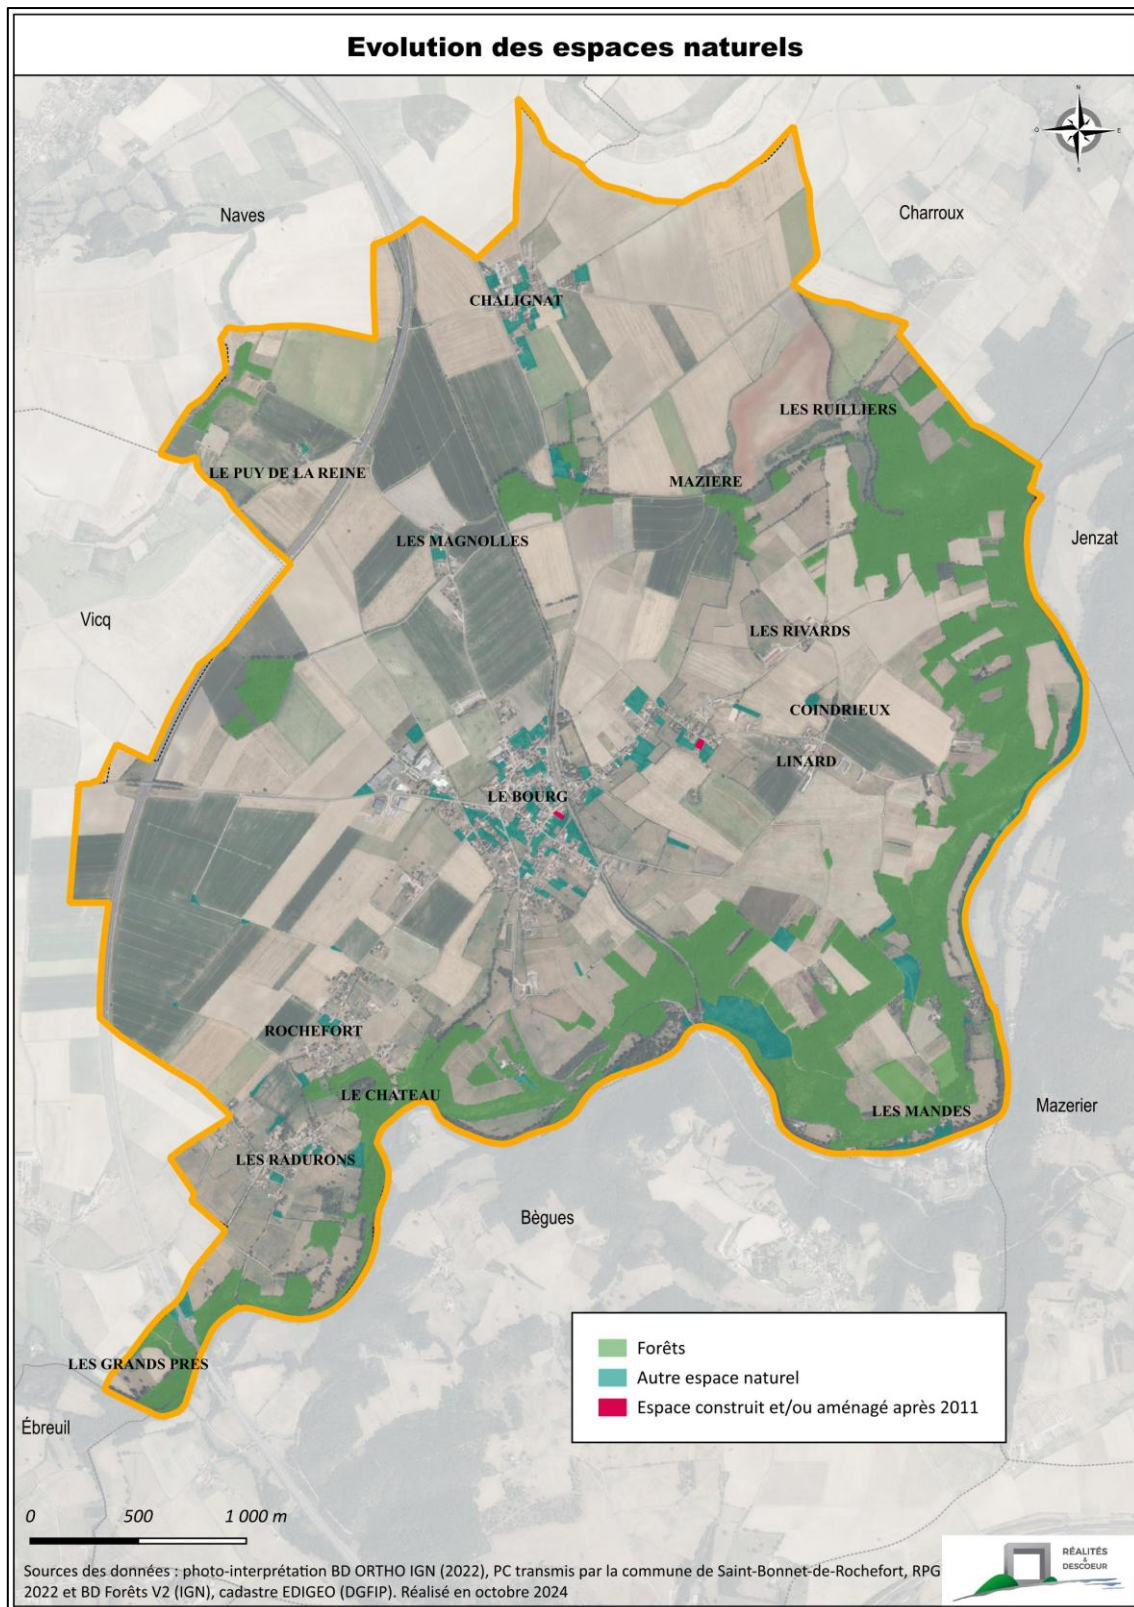 Evolution des espaces naturels
N
O
E
S
Naves
Charroux
CHALIGNAT
LES RUILLIERS
LE PUY DE LA REINE
MAZIERE
LES MAGNOLLES
Jenzat
Vicq
LES RIVARDS
COINDRIEUX
LINARD
LE BOURG
ROCHEFORT
LE CHATEAU
LES MANDES
Mazerier
LES RADURONS
Bègues
LES GRANDS PRES
Ébreuil
Forêts
Autre espace naturel
Espace construit et/ou aménagé après 2011
0 500 1 000 m
Sources des données : photo-interprétation BD ORTHO IGN (2022), PC transmis par la commune de Saint-Bonnet-de-Rochefort, RPG
2022 et BD Forêts V2 (IGN), cadastre EDIGEO (DGFIP). Réalisé en octobre 2024
RÉALITÉS
&
DESCOEUR